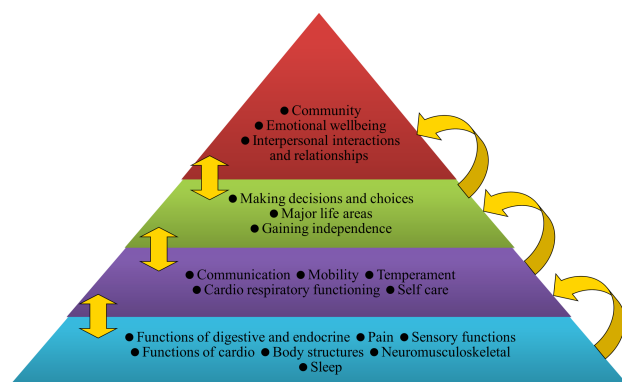 ● Community
● Emotional wellbeing
● Interpersonal interactions
and relationships
● Making decisions and choices
● Major life areas
● Gaining independence
● Communication ● Mobility ● Temperament
● Cardio respiratory functioning ● Self care
● Functions of digestive and endocrine ● Pain ● Sensory functions
● Functions of cardio ● Body structures ● Neuromusculoskeletal
● Sleep